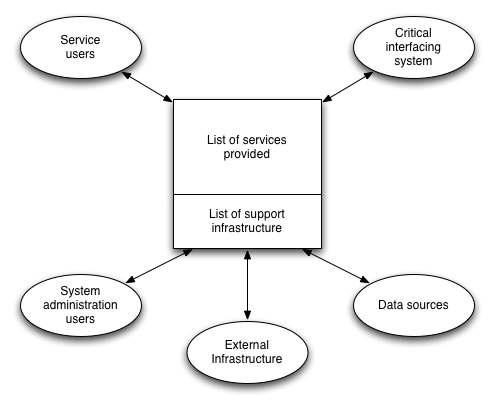 Service
users
Critical
interfacing
system
List of services
provided
List of support
infrastructure
System
administration
users
External
Infrastructure
Data sources